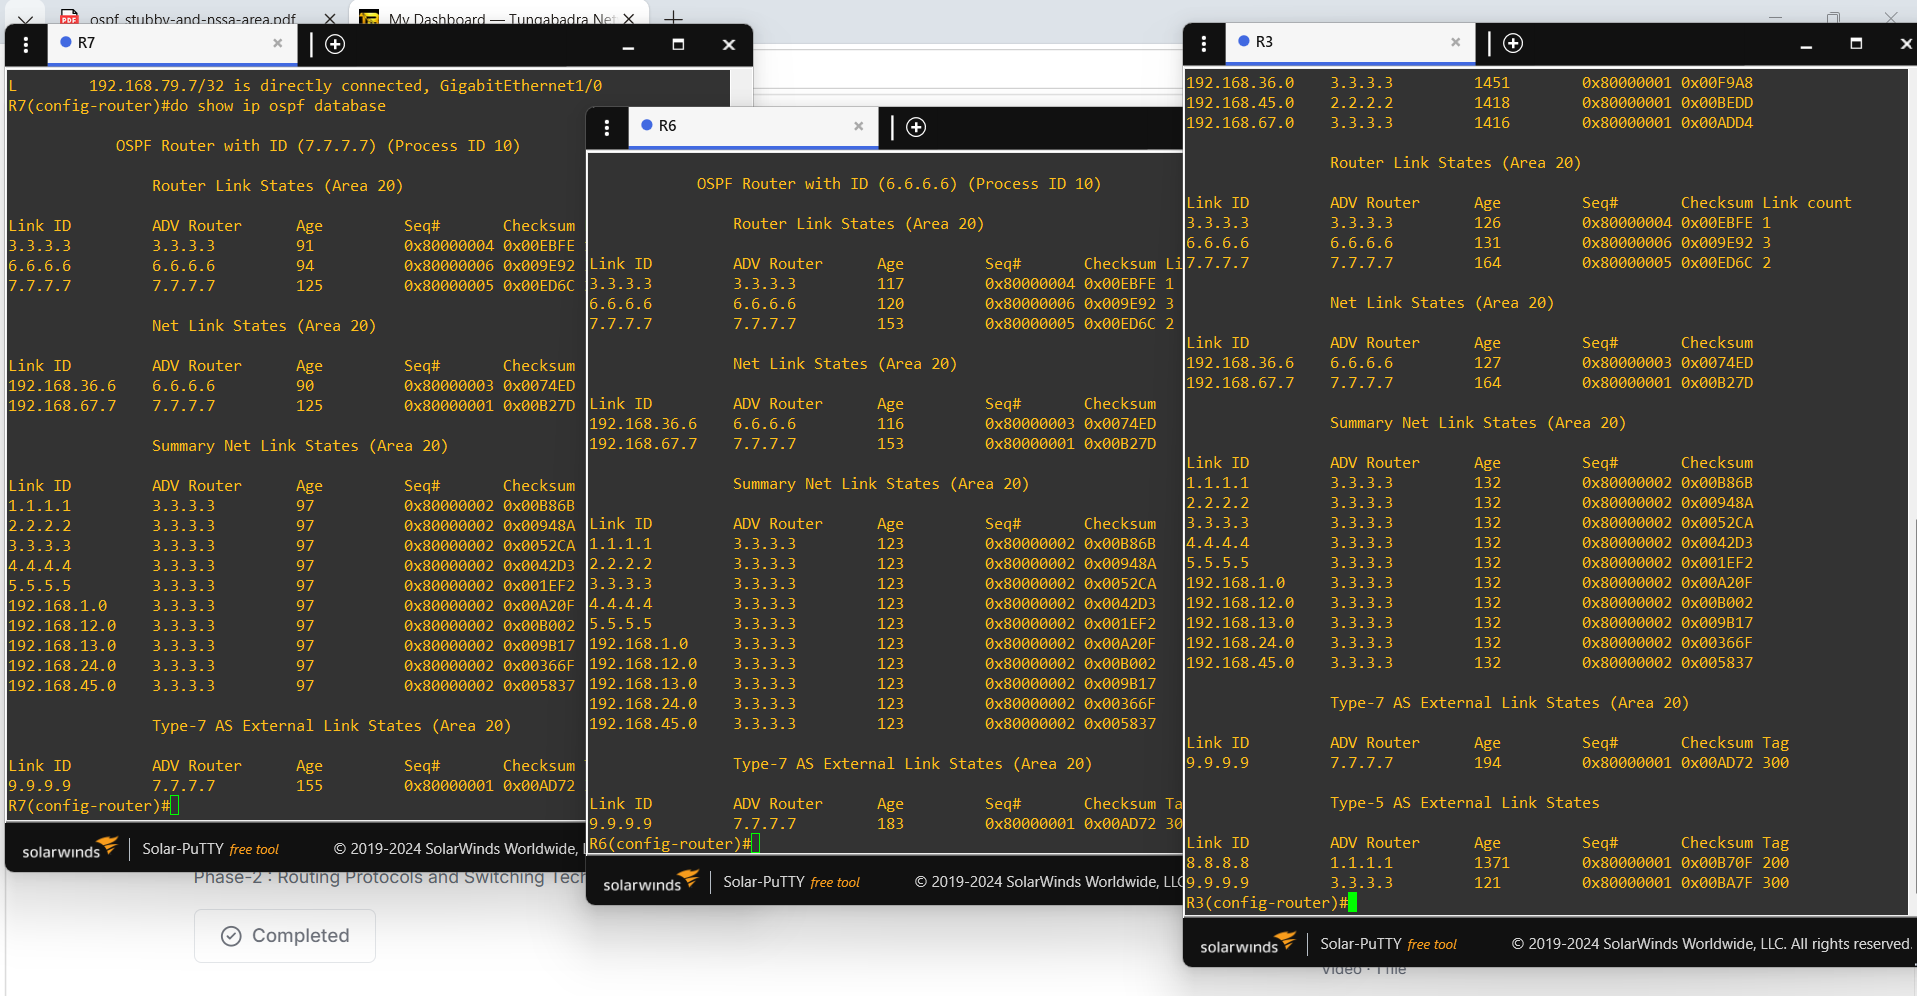 ospf stubby-and-nssa-area.pdf
My Dashboard — Tungabadra Net
R7
L        192.168.79.7/32 is directly connected, GigabitEthernet1/0
R7(config-router)#do show ip ospf database
OSPF Router with ID (7.7.7.7) (Process ID 10)
Router Link States (Area 20)
Link ID         ADV Router      Age         Seq#       Checksum
3.3.3.3         3.3.3.3         91          0x80000004 0x00EBFE
6.6.6.6         6.6.6.6         94          0x80000006 0x009E92
7.7.7.7         7.7.7.7         125         0x80000005 0x00ED6C
Net Link States (Area 20)
Link ID         ADV Router      Age         Seq#       Checksum
192.168.36.6    6.6.6.6         90          0x80000003 0x0074ED
192.168.67.7    7.7.7.7         125         0x80000001 0x00B27D
Summary Net Link States (Area 20)
Link ID         ADV Router      Age         Seq#       Checksum
1.1.1.1         3.3.3.3         97          0x80000002 0x00B86B
2.2.2.2         3.3.3.3         97          0x80000002 0x00948A
3.3.3.3         3.3.3.3         97          0x80000002 0x0052CA
4.4.4.4         3.3.3.3         97          0x80000002 0x0042D3
5.5.5.5         3.3.3.3         97          0x80000002 0x001EF2
192.168.1.0     3.3.3.3         97          0x80000002 0x00A20F
192.168.12.0    3.3.3.3         97          0x80000002 0x00B002
192.168.13.0    3.3.3.3         97          0x80000002 0x009B17
192.168.24.0    3.3.3.3         97          0x80000002 0x00366F
192.168.45.0    3.3.3.3         97          0x80000002 0x005837
Type-7 AS External Link States (Area 20)
Link ID         ADV Router      Age         Seq#       Checksum
9.9.9.9         7.7.7.7         155         0x80000001 0x00AD72
R7(config-router)#
solarwinds Solar-PuTTY free tool © 2019-2024 SolarWinds Worldwide,
Phase-2 : Routing Protocols and Switching Tech
Completed
R6
OSPF Router with ID (6.6.6.6) (Process ID 10)
Router Link States (Area 20)
Link ID         ADV Router      Age         Seq#       Checksum Li
3.3.3.3         3.3.3.3         117         0x80000004 0x00EBFE 1
6.6.6.6         6.6.6.6         120         0x80000006 0x009E92 3
7.7.7.7         7.7.7.7         153         0x80000005 0x00ED6C 2
Net Link States (Area 20)
Link ID         ADV Router      Age         Seq#       Checksum
192.168.36.6    6.6.6.6         116         0x80000003 0x0074ED
192.168.67.7    7.7.7.7         153         0x80000001 0x00B27D
Summary Net Link States (Area 20)
Link ID         ADV Router      Age         Seq#       Checksum
1.1.1.1         3.3.3.3         123         0x80000002 0x00B86B
2.2.2.2         3.3.3.3         123         0x80000002 0x00948A
3.3.3.3         3.3.3.3         123         0x80000002 0x0052CA
4.4.4.4         3.3.3.3         123         0x80000002 0x0042D3
5.5.5.5         3.3.3.3         123         0x80000002 0x001EF2
192.168.1.0     3.3.3.3         123         0x80000002 0x00A20F
192.168.12.0    3.3.3.3         123         0x80000002 0x00B002
192.168.13.0    3.3.3.3         123         0x80000002 0x009B17
192.168.24.0    3.3.3.3         123         0x80000002 0x00366F
192.168.45.0    3.3.3.3         123         0x80000002 0x005837
Type-7 AS External Link States (Area 20)
Link ID         ADV Router      Age         Seq#       Checksum Ta
9.9.9.9         7.7.7.7         183         0x80000001 0x00AD72 30
R6(config-router)#
solarwinds Solar-PuTTY free tool © 2019-2024 SolarWinds Worldwide, LLC
R3
192.168.36.0    3.3.3.3         1451        0x80000001 0x00F9A8
192.168.45.0    2.2.2.2         1418        0x80000001 0x00BEDD
192.168.67.0    3.3.3.3         1416        0x80000001 0x00ADD4
Router Link States (Area 20)
Link ID         ADV Router      Age         Seq#       Checksum Link count
3.3.3.3         3.3.3.3         126         0x80000004 0x00EBFE 1
6.6.6.6         6.6.6.6         131         0x80000006 0x009E92 3
7.7.7.7         7.7.7.7         164         0x80000005 0x00ED6C 2
Net Link States (Area 20)
Link ID         ADV Router      Age         Seq#       Checksum
192.168.36.6    6.6.6.6         127         0x80000003 0x0074ED
192.168.67.7    7.7.7.7         164         0x80000001 0x00B27D
Summary Net Link States (Area 20)
Link ID         ADV Router      Age         Seq#       Checksum
1.1.1.1         3.3.3.3         132         0x80000002 0x00B86B
2.2.2.2         3.3.3.3         132         0x80000002 0x00948A
3.3.3.3         3.3.3.3         132         0x80000002 0x0052CA
4.4.4.4         3.3.3.3         132         0x80000002 0x0042D3
5.5.5.5         3.3.3.3         132         0x80000002 0x001EF2
192.168.1.0     3.3.3.3         132         0x80000002 0x00A20F
192.168.12.0    3.3.3.3         132         0x80000002 0x00B002
192.168.13.0    3.3.3.3         132         0x80000002 0x009B17
192.168.24.0    3.3.3.3         132         0x80000002 0x00366F
192.168.45.0    3.3.3.3         132         0x80000002 0x005837
Type-7 AS External Link States (Area 20)
Link ID         ADV Router      Age         Seq#       Checksum Tag
9.9.9.9         7.7.7.7         194         0x80000001 0x00AD72 300
Type-5 AS External Link States
Link ID         ADV Router      Age         Seq#       Checksum Tag
8.8.8.8         1.1.1.1         1371        0x80000001 0x00B70F 200
9.9.9.9         3.3.3.3         121         0x80000001 0x00BA7F 300
R3(config-router)#
solarwinds Solar-PuTTY free tool © 2019-2024 SolarWinds Worldwide, LLC. All rights reserved.
Video · 1 file